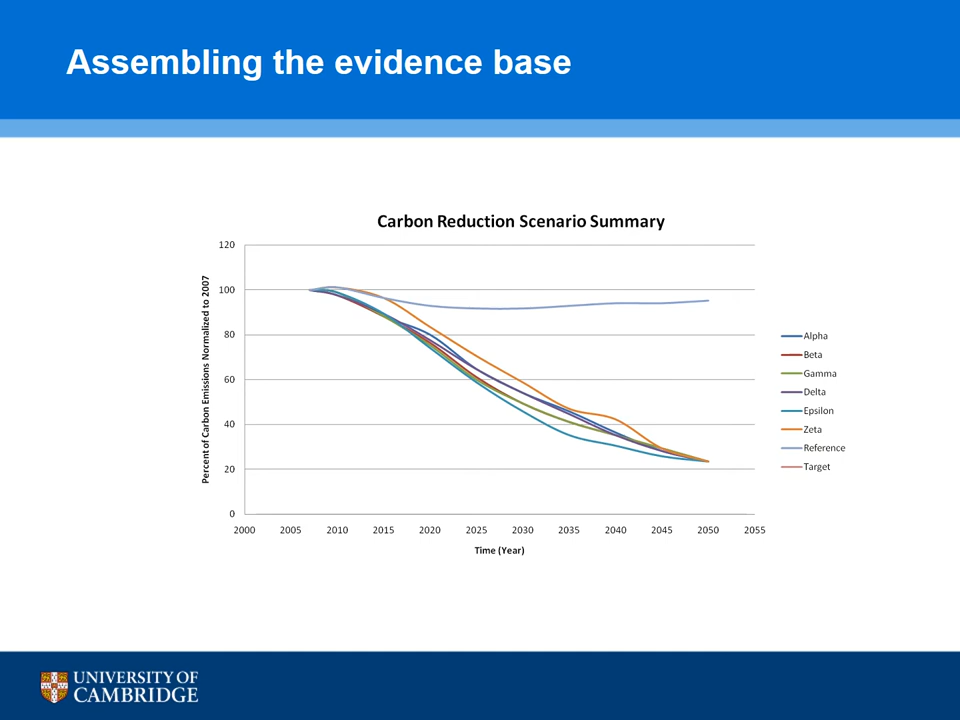 Assembling the evidence base
Carbon Reduction Scenario Summary
Percent of Carbon Emissions Normalized to 2007
120
100
80
60
40
20
0
2000 2005 2010 2015 2020 2025 2030 2035 2040 2045 2050 2055
Time (Year)
Alpha
Beta
Gamma
Delta
Epsilon
Zeta
Reference
Target
UNIVERSITY OF
CAMBRIDGE